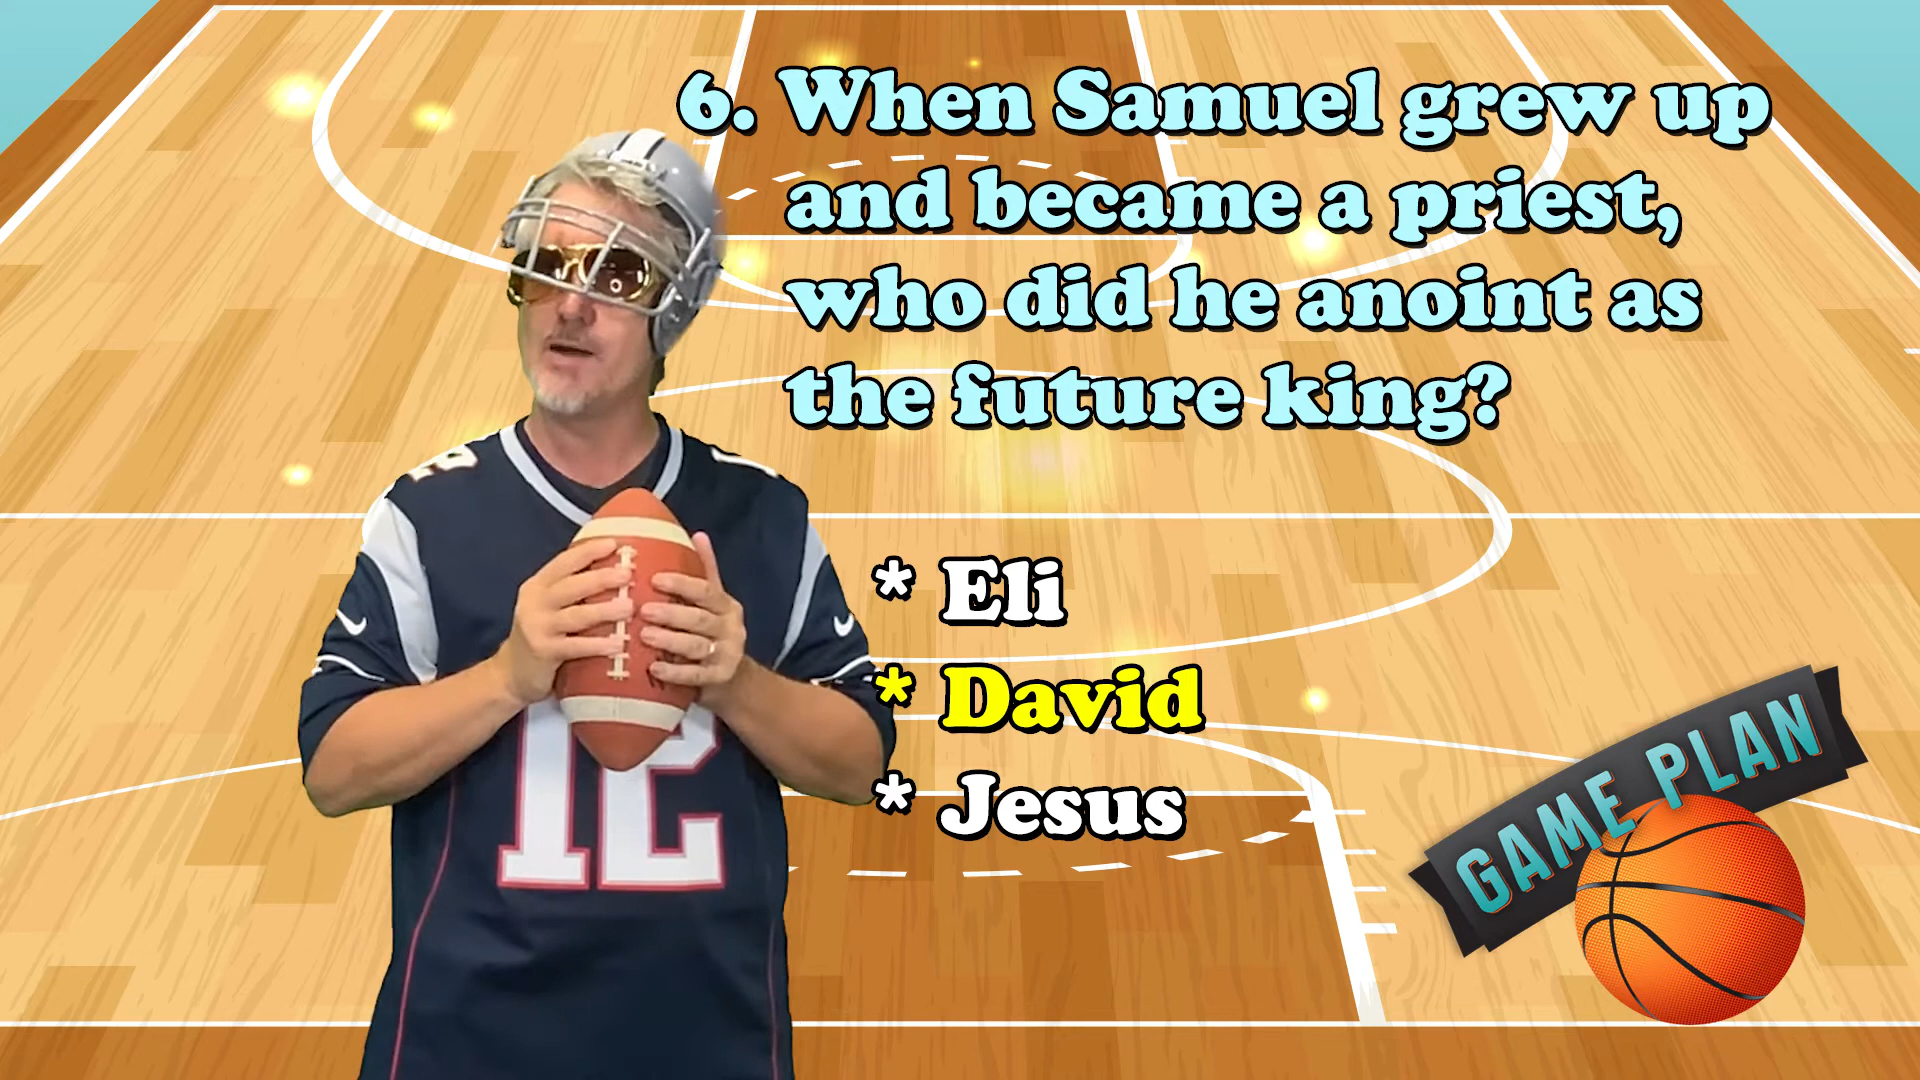 6. When Samuel grew up
and became a priest,
who did he anoint as
the future king?
* Eli
* David
* Jesus
12
GAME PLAN